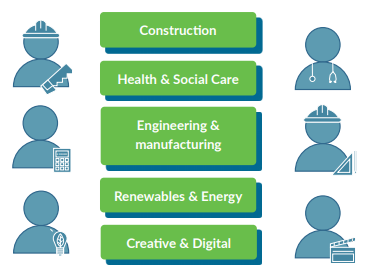 Construction
Health & Social Care
Engineering &
manufacturing
Renewables & Energy
Creative & Digital